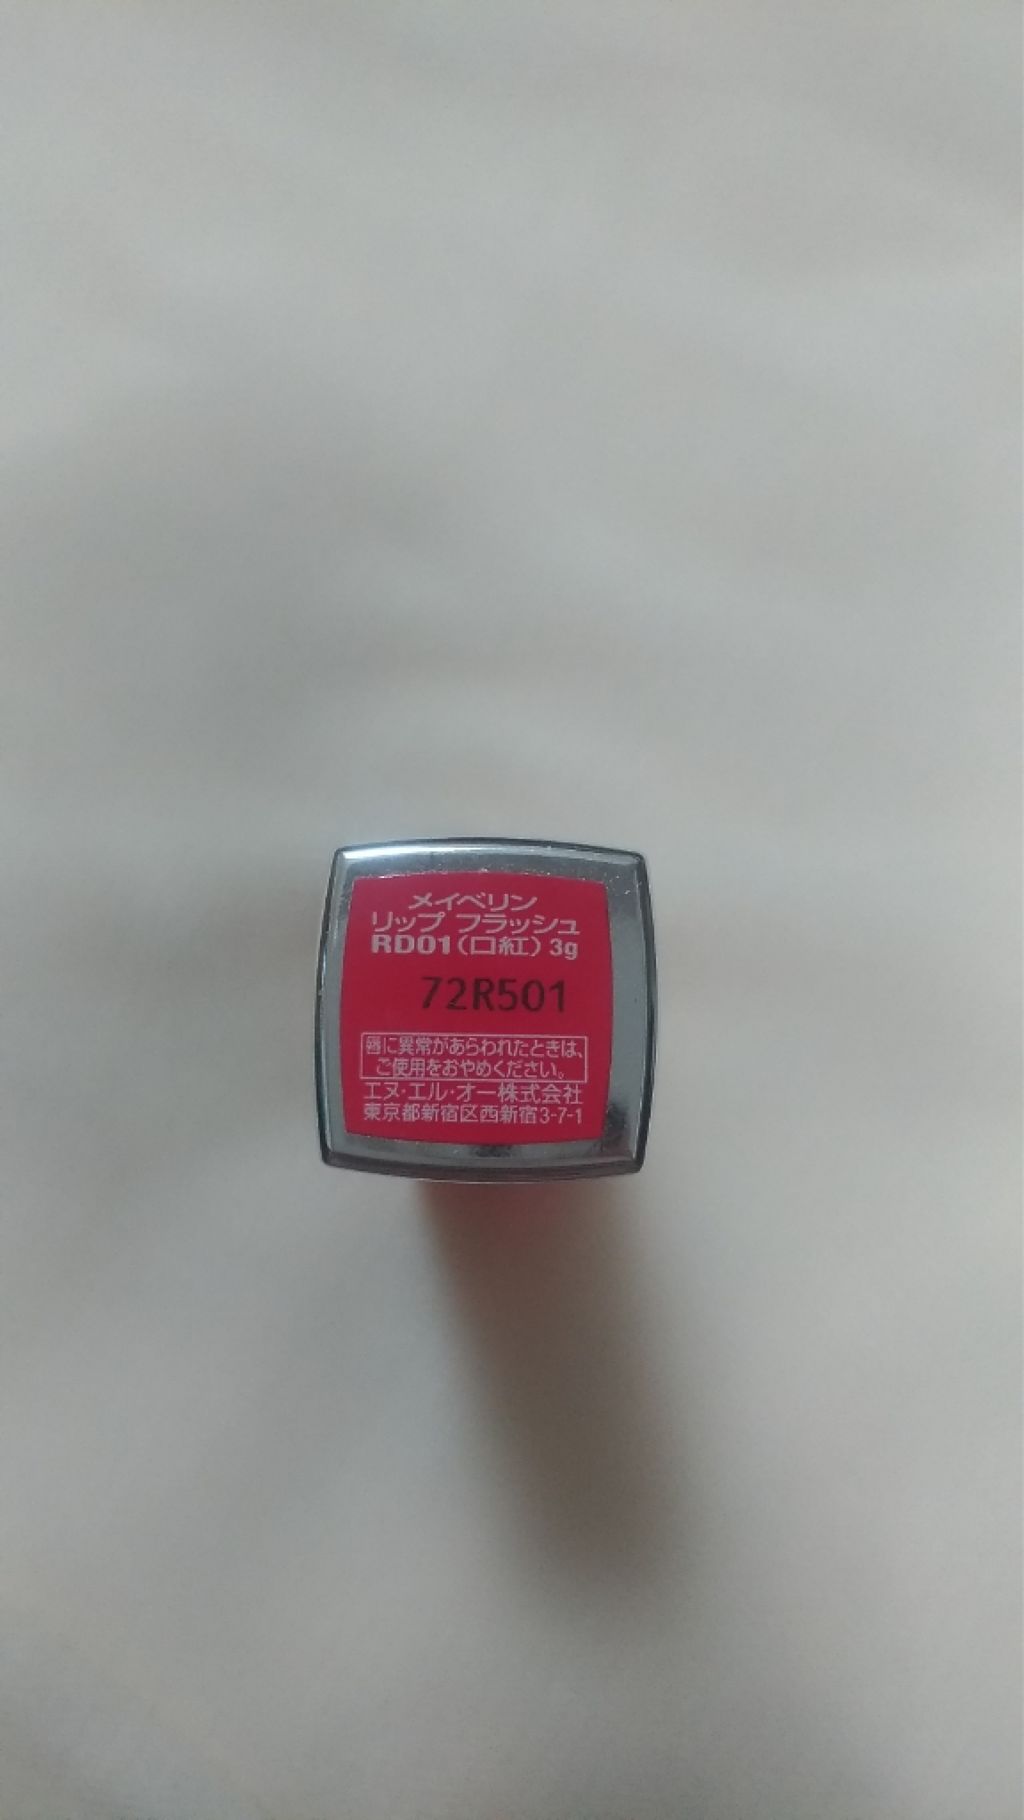 メイベリン
リップ フラッシュ
RD01(口紅) 3g
72R501
唇に異常があらわれたときは、
ご使用をおやめください。
エヌ・エル・オー株式会社
東京都新宿区西新宿3-7-1